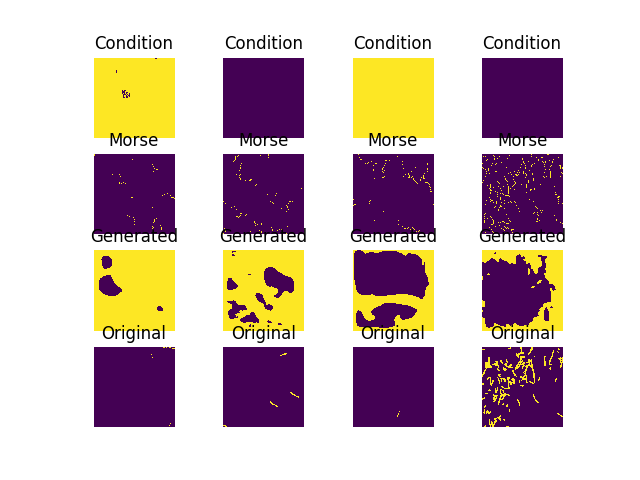 Condition Condition Condition Condition
Morse Morse Morse Morse
Generated Generated Generated Generated
Original Original Original Original